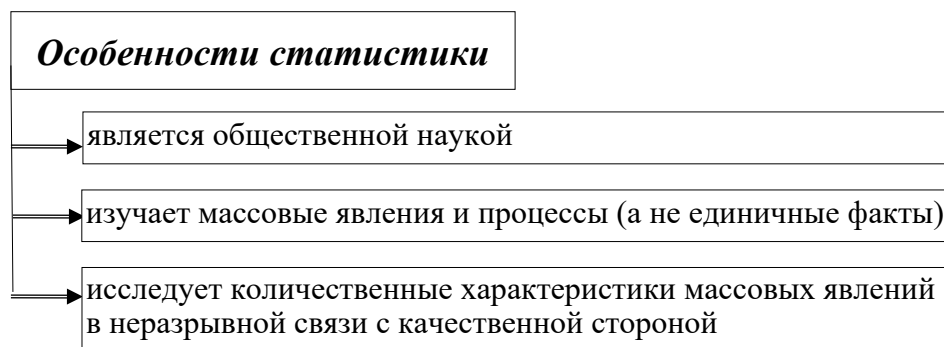 Особенности статистики
является общественной наукой
изучает массовые явления и процессы (а не единичные факты)
исследует количественные характеристики массовых явлений
в неразрывной связи с качественной стороной